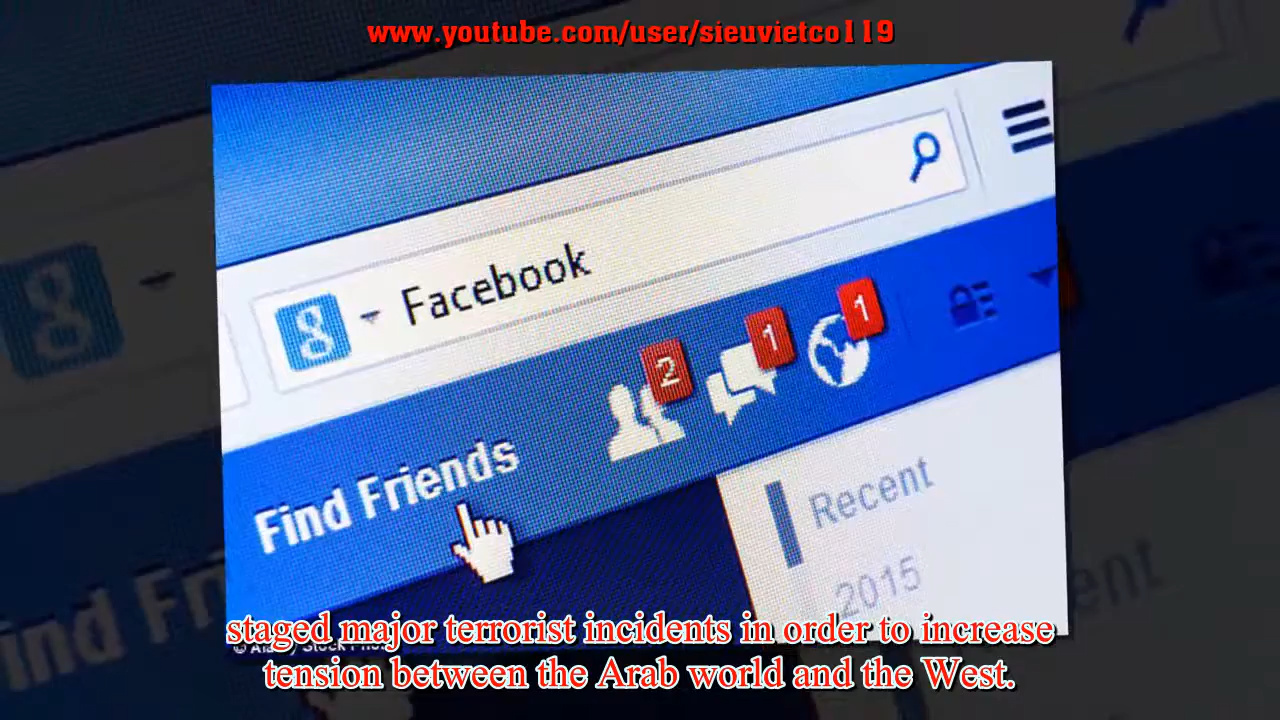 www.youtube.com/user/sieuvietco119
Facebook
2
1
1
Find Friends
Recent
2015
staged major terrorist incidents in order to increase
tension between the Arab world and the West.